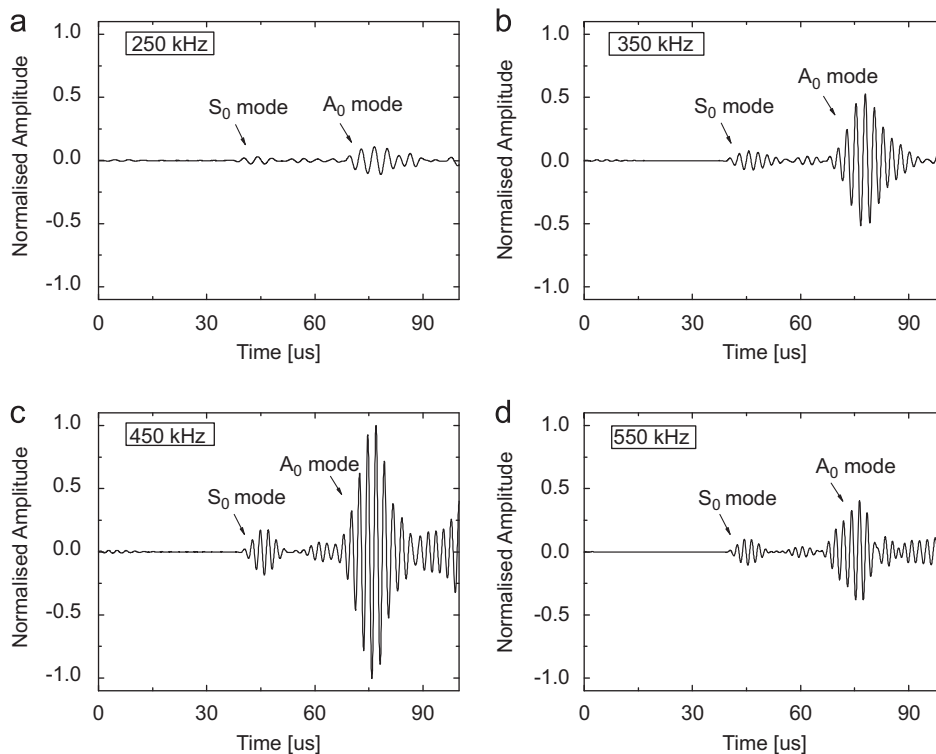 a
250 kHz
Normalised Amplitude
1.0
0.5
0.0
-0.5
-1.0
S0 mode
A0 mode
0 30 60 90
Time [us]
b
350 kHz
Normalised Amplitude
1.0
0.5
0.0
-0.5
-1.0
S0 mode
A0 mode
0 30 60 90
Time [us]
c
450 kHz
Normalised Amplitude
1.0
0.5
0.0
-0.5
-1.0
S0 mode
A0 mode
0 30 60 90
Time [us]
d
550 kHz
Normalised Amplitude
1.0
0.5
0.0
-0.5
-1.0
S0 mode
A0 mode
0 30 60 90
Time [us]